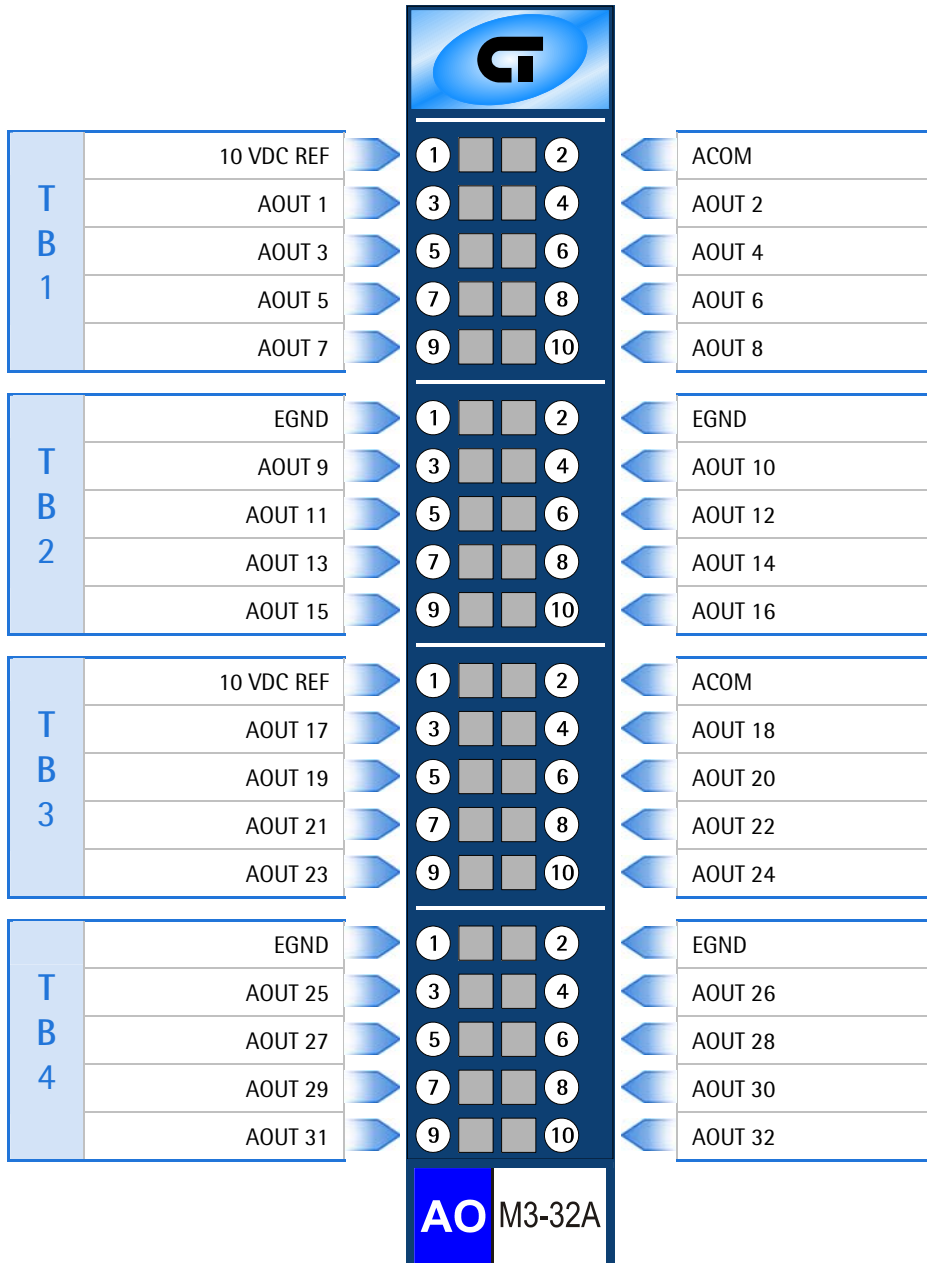 CT
T
B
1
10 VDC REF 1 2 ACOM
AOUT 1 3 4 AOUT 2
AOUT 3 5 6 AOUT 4
AOUT 5 7 8 AOUT 6
AOUT 7 9 10 AOUT 8
T
B
2
EGND 1 2 EGND
AOUT 9 3 4 AOUT 10
AOUT 11 5 6 AOUT 12
AOUT 13 7 8 AOUT 14
AOUT 15 9 10 AOUT 16
T
B
3
10 VDC REF 1 2 ACOM
AOUT 17 3 4 AOUT 18
AOUT 19 5 6 AOUT 20
AOUT 21 7 8 AOUT 22
AOUT 23 9 10 AOUT 24
T
B
4
EGND 1 2 EGND
AOUT 25 3 4 AOUT 26
AOUT 27 5 6 AOUT 28
AOUT 29 7 8 AOUT 30
AOUT 31 9 10 AOUT 32
AO M3-32A